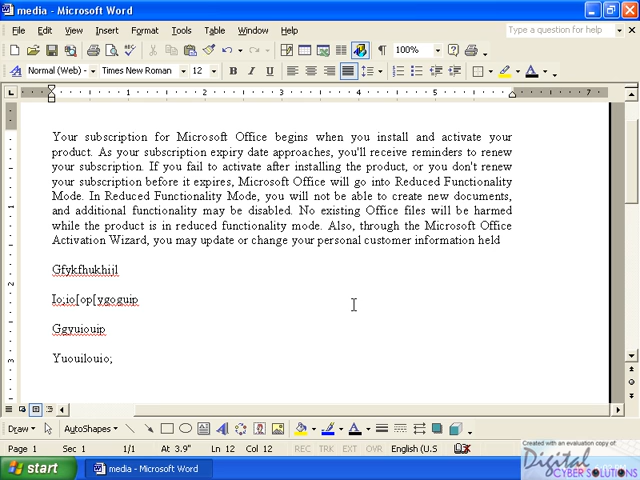 media - Microsoft Word
File Edit View Insert Format Tools Table Window Help Type a question for help
100%
Normal (Web) Times New Roman 12 B I U
1 2 3 4 5 6 7
Your subscription for Microsoft Office begins when you install and activate your
product. As your subscription expiry date approaches, you'll receive reminders to renew
your subscription. If you fail to activate after installing the product, or you don't renew
your subscription before it expires, Microsoft Office will go into Reduced Functionality
Mode. In Reduced Functionality Mode, you will not be able to create new documents,
and additional functionality may be disabled. No existing Office files will be harmed
while the product is in reduced functionality mode. Also, through the Microsoft Office
Activation Wizard, you may update or change your personal customer information held
Gfykfhukhijl
Io;io[op[ygoguip
Ggyuiouip
Yuouilouio;
Draw AutoShapes
Page 1 Sec 1 1/1 At 3.9" Ln 12 Col 12 REC TRK EXT OVR English (U.S
start media - Microsoft Word
Created with an evaluation copy of:
Digital
CYBER SOLUTIONS